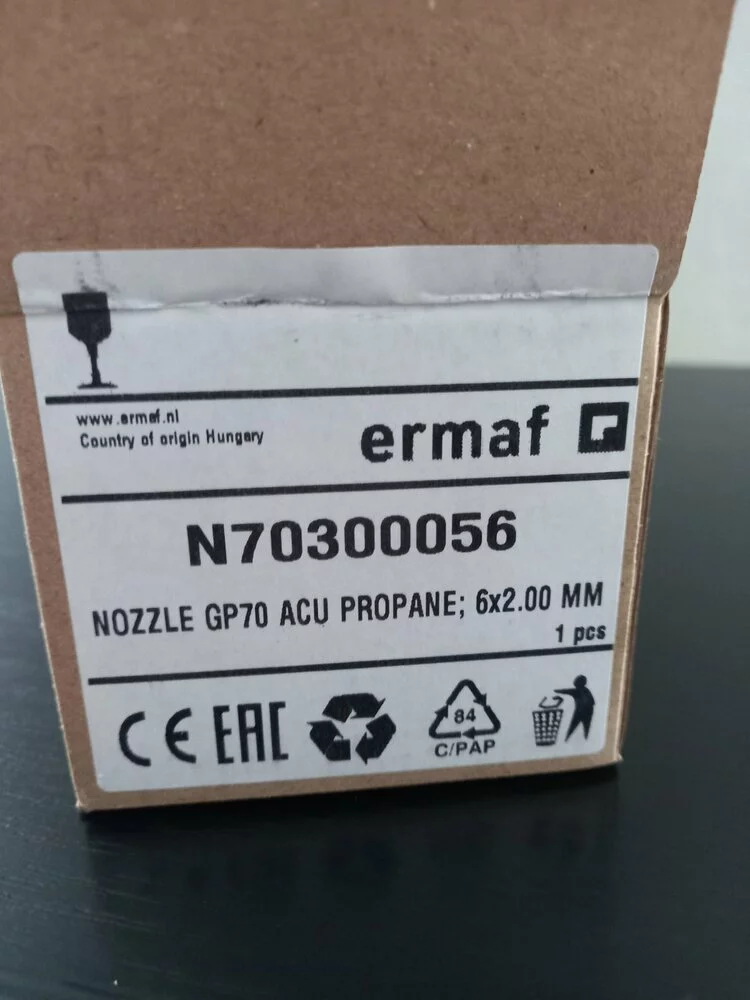 www.ermaf.nl
Country of origin Hungary
ermaf
N70300056
NOZZLE GP70 ACU PROPANE; 6x2.00 MM
1 pcs
CE EAC
84
C/PAP